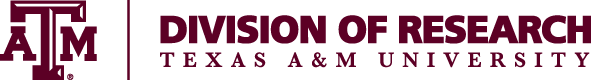 ATM®
DIVISION OF RESEARCH
TEXAS A&M UNIVERSITY